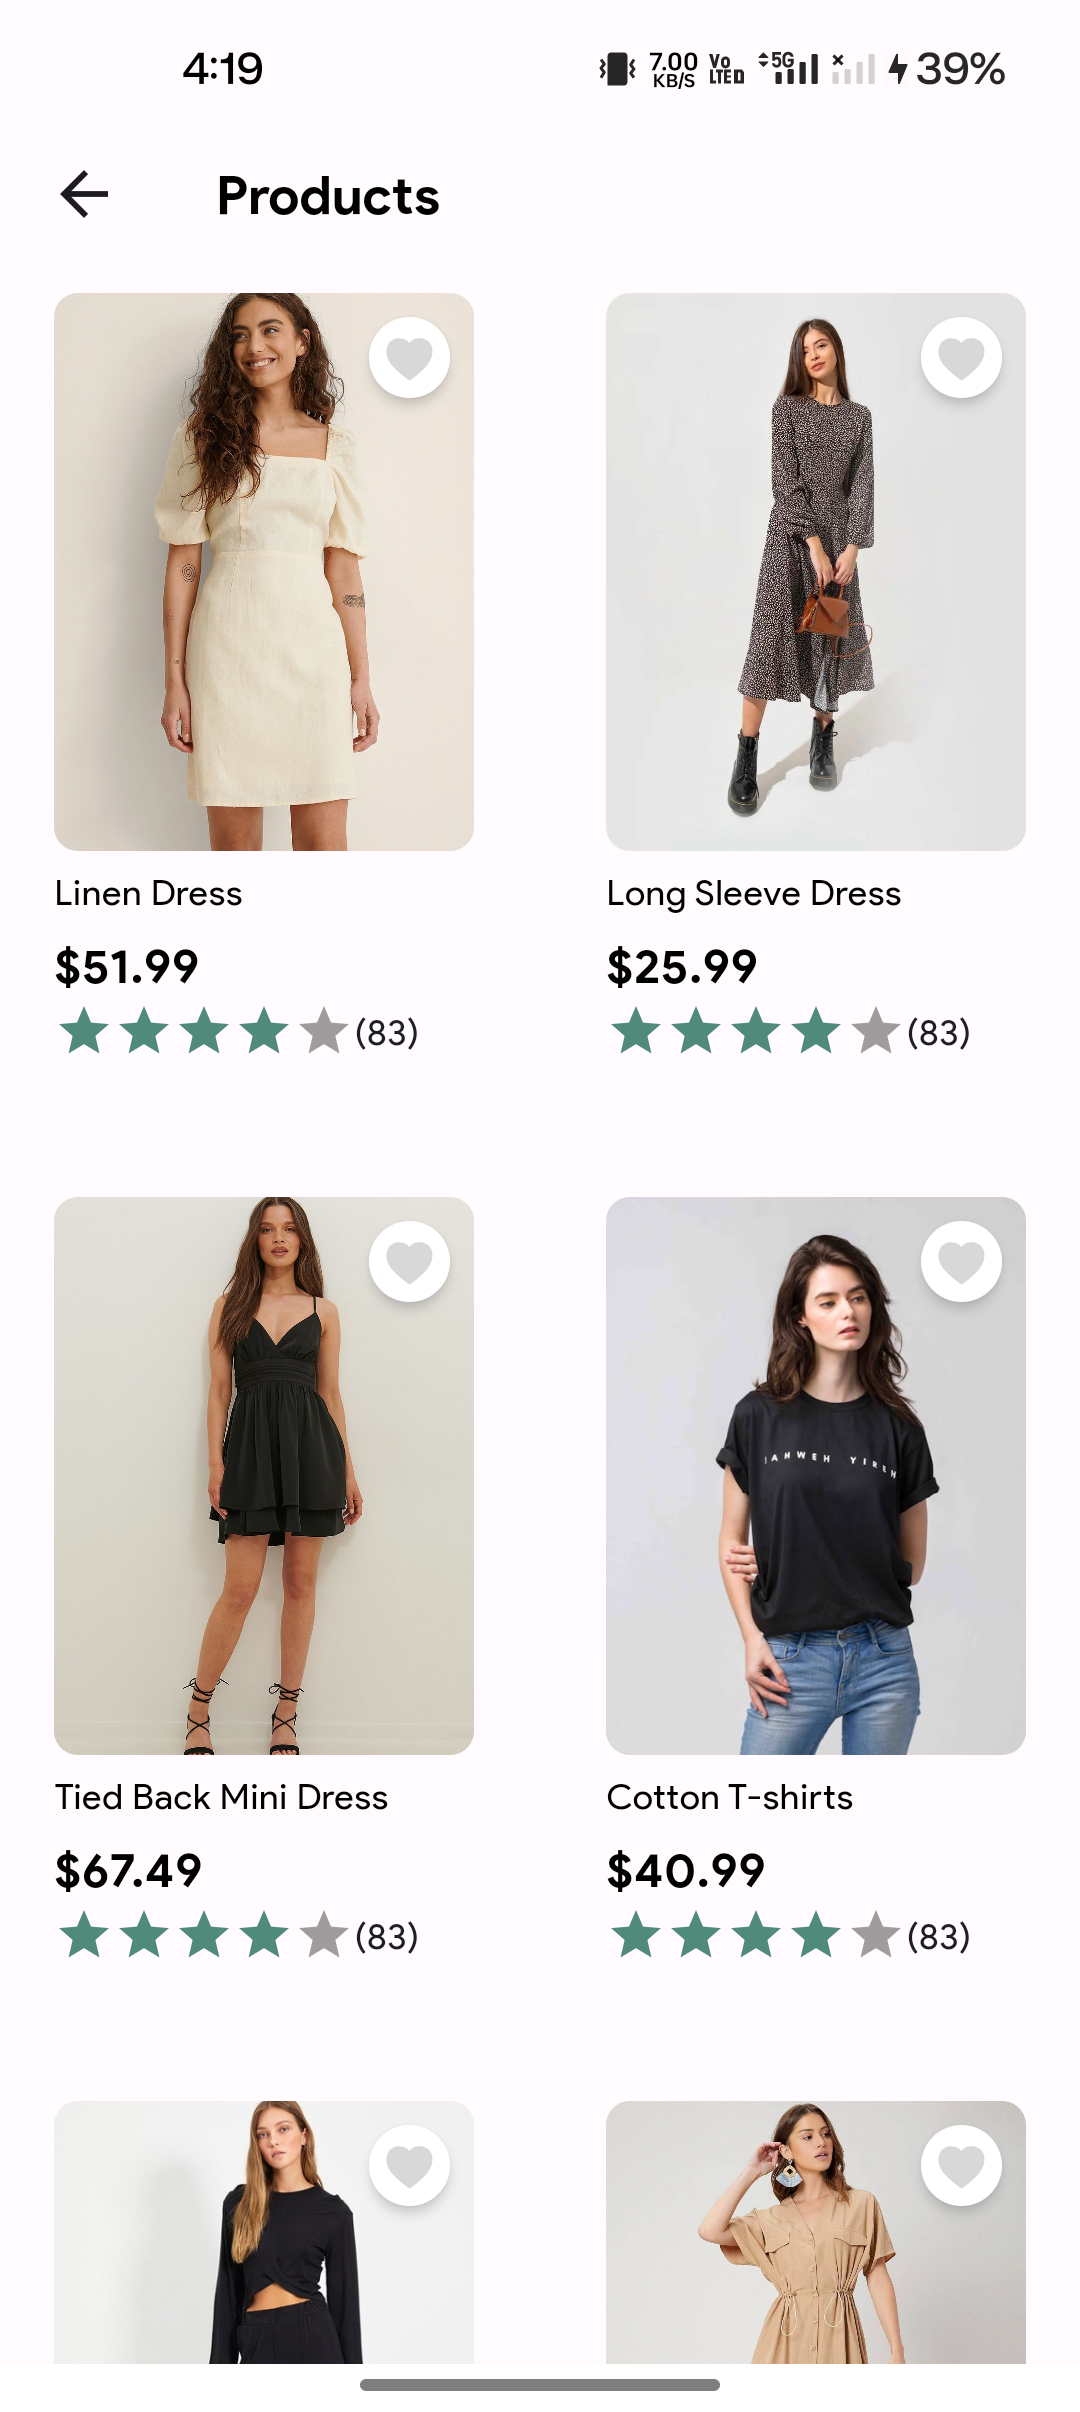 4:19
7.00 KB/S Vo LTE 5G 39%
Products
Linen Dress
$51.99
(83)
Long Sleeve Dress
$25.99
(83)
YIREH
Tied Back Mini Dress
$67.49
(83)
Cotton T-shirts
$40.99
(83)